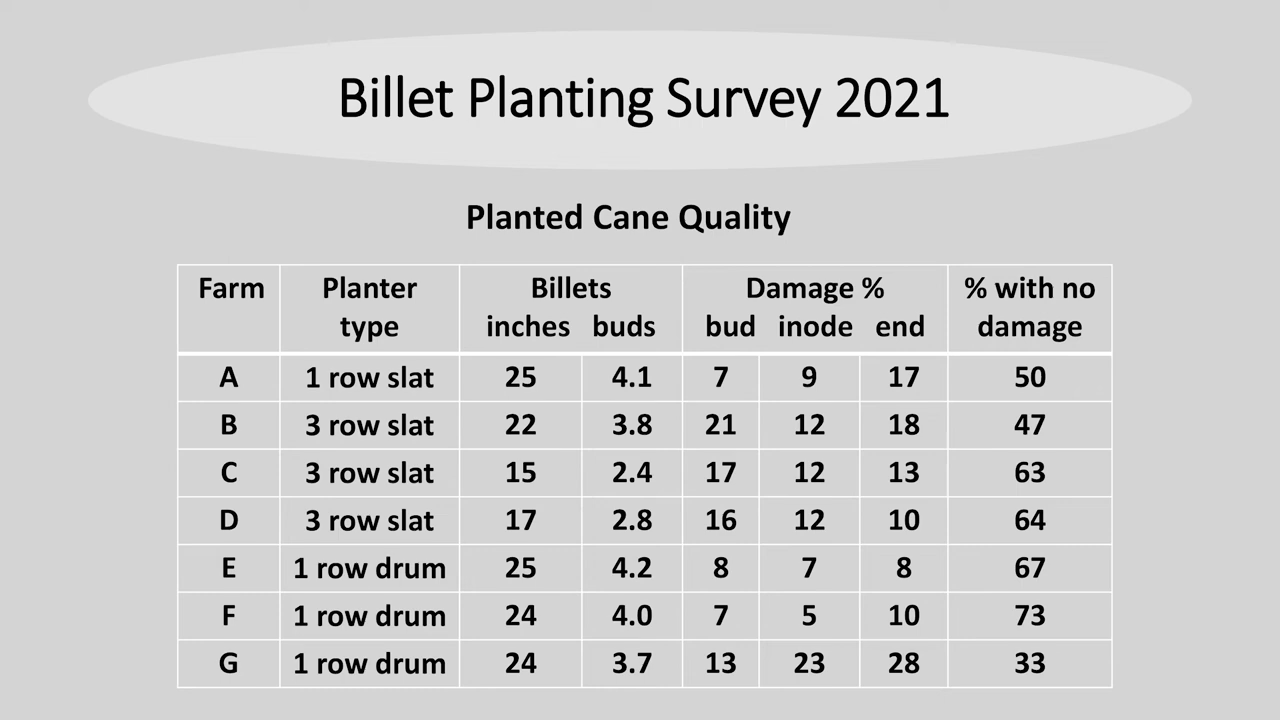 Billet Planting Survey 2021
Planted Cane Quality
Farm Planter Billets Damage % % with no
type inches buds bud inode end damage
A 1 row slat 25 4.1 7 9 17 50
B 3 row slat 22 3.8 21 12 18 47
C 3 row slat 15 2.4 17 12 13 63
D 3 row slat 17 2.8 16 12 10 64
E 1 row drum 25 4.2 8 7 8 67
F 1 row drum 24 4.0 7 5 10 73
G 1 row drum 24 3.7 13 23 28 33